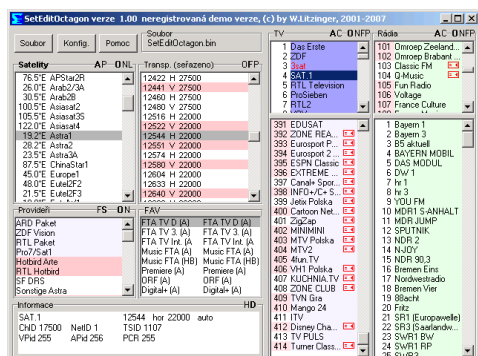 SetEditOctagon verze 1.00 neregistrovaná demo verze, (c) by W.Litzinger, 2001-2007
Soubor
Konfig.
Pomoc
Soubor
SetEditOctagon.bin
Satelity AP ONL
76.5°E APStar2R
26.0°E Arab2/3A
30.5°E Arab2B
100.5°E Asiasat2
105.5°E Asiasat3S
122.0°E Asiasat4
19.2°E Astra1
28.2°E Astra2
23.5°E Astra3A
87.5°E ChinaStar1
45.0°E Europe1
48.0°E Eutel2F2
21.5°E Eutel2F3
Transp. (seřazeno) OFP
12422 H 27500
12441 V 27500
12460 H 27500
12480 V 27500
12516 H 22000
12522 V 22000
12544 H 22000
12551 V 22000
12574 H 22000
12580 V 22000
12604 H 22000
12633 H 22000
12640 V 22000
Provideři FS ON
ARD Paket
ZDF Vision
RTL Paket
Pro7/Sat1
Hotbird Arte
RTL Hotbird
SF DRS
Sonstige Astra
FAV
FTA TV D (A) FTA TV D (A)
FTA TV 3. (A) FTA TV 3. (A)
FTA TV Int. (A FTA TV Int. (A
Music FTA (A) Music FTA (A)
Music FTA (HB) Music FTA (HB)
Premiere (A) Premiere (A)
ORF (A) ORF (A)
Digital+ (A) Digital+ (A)
Informace HD
SAT.1 12544 hor 22000 auto
ChID 17500 NetID 1 TSID 1107
VPid 255 APid 256 PCR 255
TV AC ONFP
1 Das Erste
2 ZDF
3 3sat
4 SAT.1
5 RTL Television
6 ProSieben
7 RTL2
391 EDUSAT
392 ZONE REA...
393 Eurosport P...
394 Eurosport 2 ...
395 ESPN Classic
396 EXTREME ...
397 Canal+ Spor...
398 INFO+/C+ S...
399 Jetix Polska
400 Cartoon Net...
401 ZigZap
402 MINIMINI
403 MTV Polska
404 MTV2
405 4fun.TV
406 VH1 Polska
407 KUCHNIA.TV
408 ZONE CLUB
409 TVN Gra
410 Mango 24
411 ITV
412 Disney Cha...
413 TV PULS
414 Turner Class...
Rádia AC ONFP
101 Omroep Zeeland...
102 Omroep Brabant ...
103 Classic FM
104 Q-Music
105 Fun Radio
106 Voltage
107 France Culture
1 Bayern 1
2 Bayern 3
3 B5 aktuell
4 BAYERN MOBIL
5 DAS MODUL
6 DW 1
7 hr 1
8 hr 3
9 YOU FM
10 MDR1 S-ANHALT
11 MDR JUMP
12 SPUTNIK
13 NDR 2
14 N-JOY
15 NDR 90,3
16 Bremen Eins
17 Nordwestradio
18 Bremen Vier
19 88acht
20 Fritz
21 SR1 (Europawelle)
22 SR3 (Saarlandw...
23 SWR1 BW
24 SWR1 RP
25 SWR3